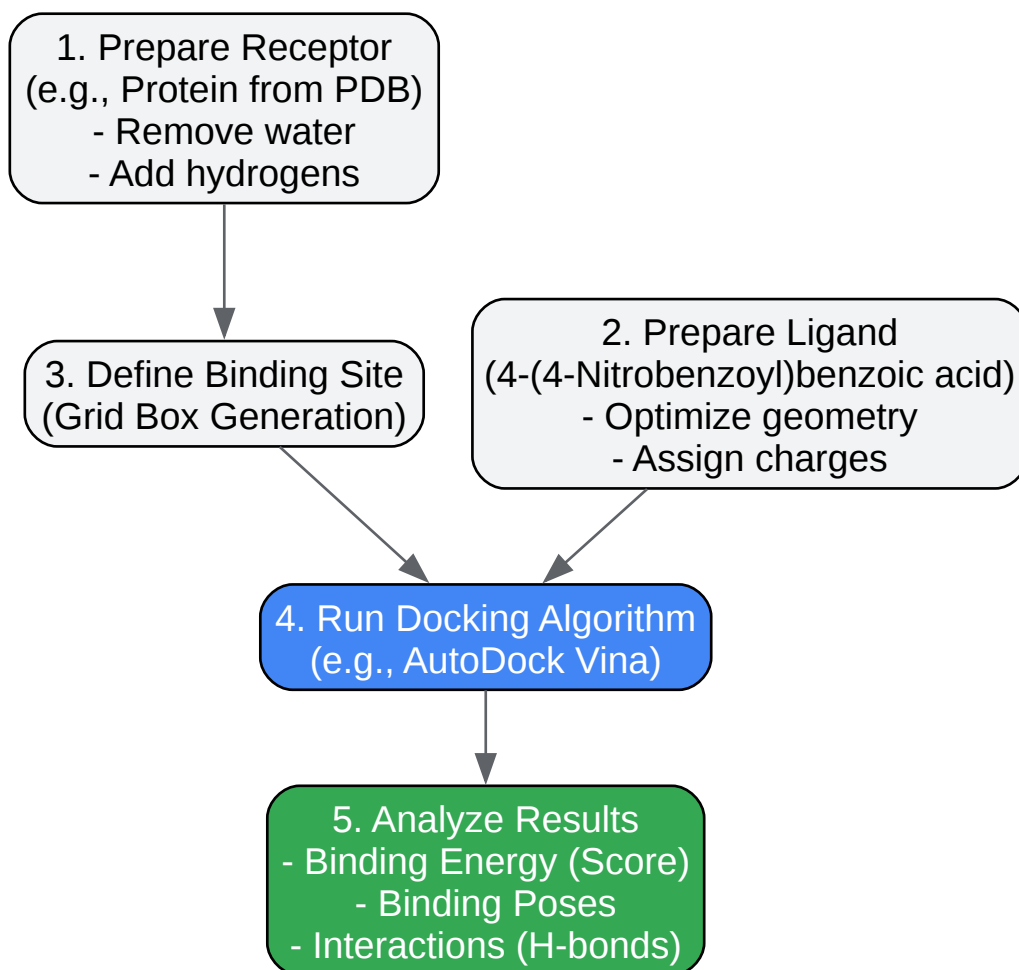 1. Prepare Receptor
(e.g., Protein from PDB)
- Remove water
- Add hydrogens
2. Prepare Ligand
(4-(4-Nitrobenzoyl)benzoic acid)
- Optimize geometry
- Assign charges
3. Define Binding Site
(Grid Box Generation)
4. Run Docking Algorithm
(e.g., AutoDock Vina)
5. Analyze Results
- Binding Energy (Score)
- Binding Poses
- Interactions (H-bonds)